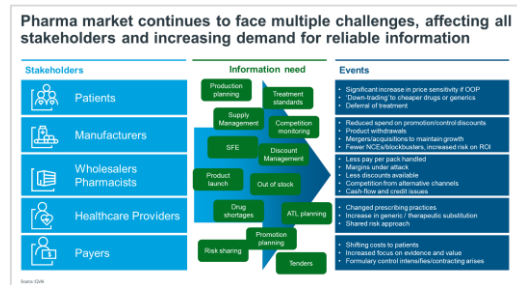 Pharma market continues to face multiple challenges, affecting all
stakeholders and increasing demand for reliable information
Stakeholders
Information need
Events
Patients
Manufacturers
Wholesalers
Pharmacists
Healthcare Providers
Payers
Production
planning
Treatment
standards
Supply
Management
Competition
monitoring
SFE
Discount
Management
Product
launch
Out of stock
Drug
shortages
ATL planning
Promotion
planning
Risk sharing
Tenders
• Significant increase in price sensitivity if OOP
• 'Down-trading' to cheaper drugs or generics
• Deferral of treatment
• Reduced spend on promotion/control discounts
• Product withdrawals
• Mergers/acquisitions to maintain growth
• Fewer NCEs/blockbusters, increased risk on ROI
• Less pay per pack handled
• Margins under attack
• Less discounts available
• Competition from alternative channels
• Cash-flow and credit issues
• Changed prescribing practices
• Increase in generic / therapeutic substitution
• Shared risk approach
• Shifting costs to patients
• Increased focus on evidence and value
• Formulary control intensifies/contracting arises
Source: IQVIA